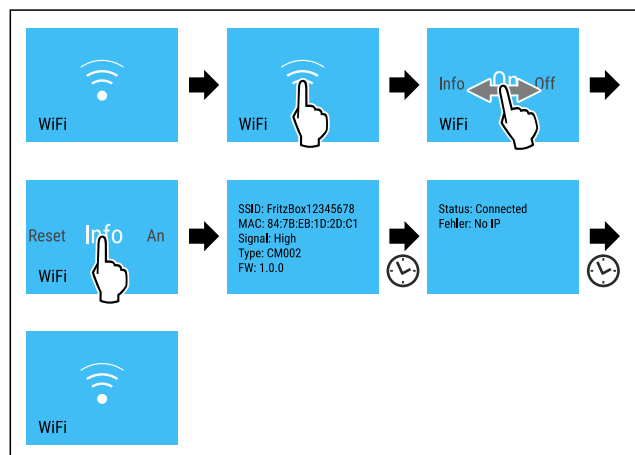 WiFi
WiFi
Info On Off
WiFi
Reset Info An
WiFi
SSID: FritzBox12345678
MAC: 84:7B:EB:1D:2D:C1
Signal: High
Type: CM002
FW: 1.0.0
Status: Connected
Fehler: No IP
WiFi